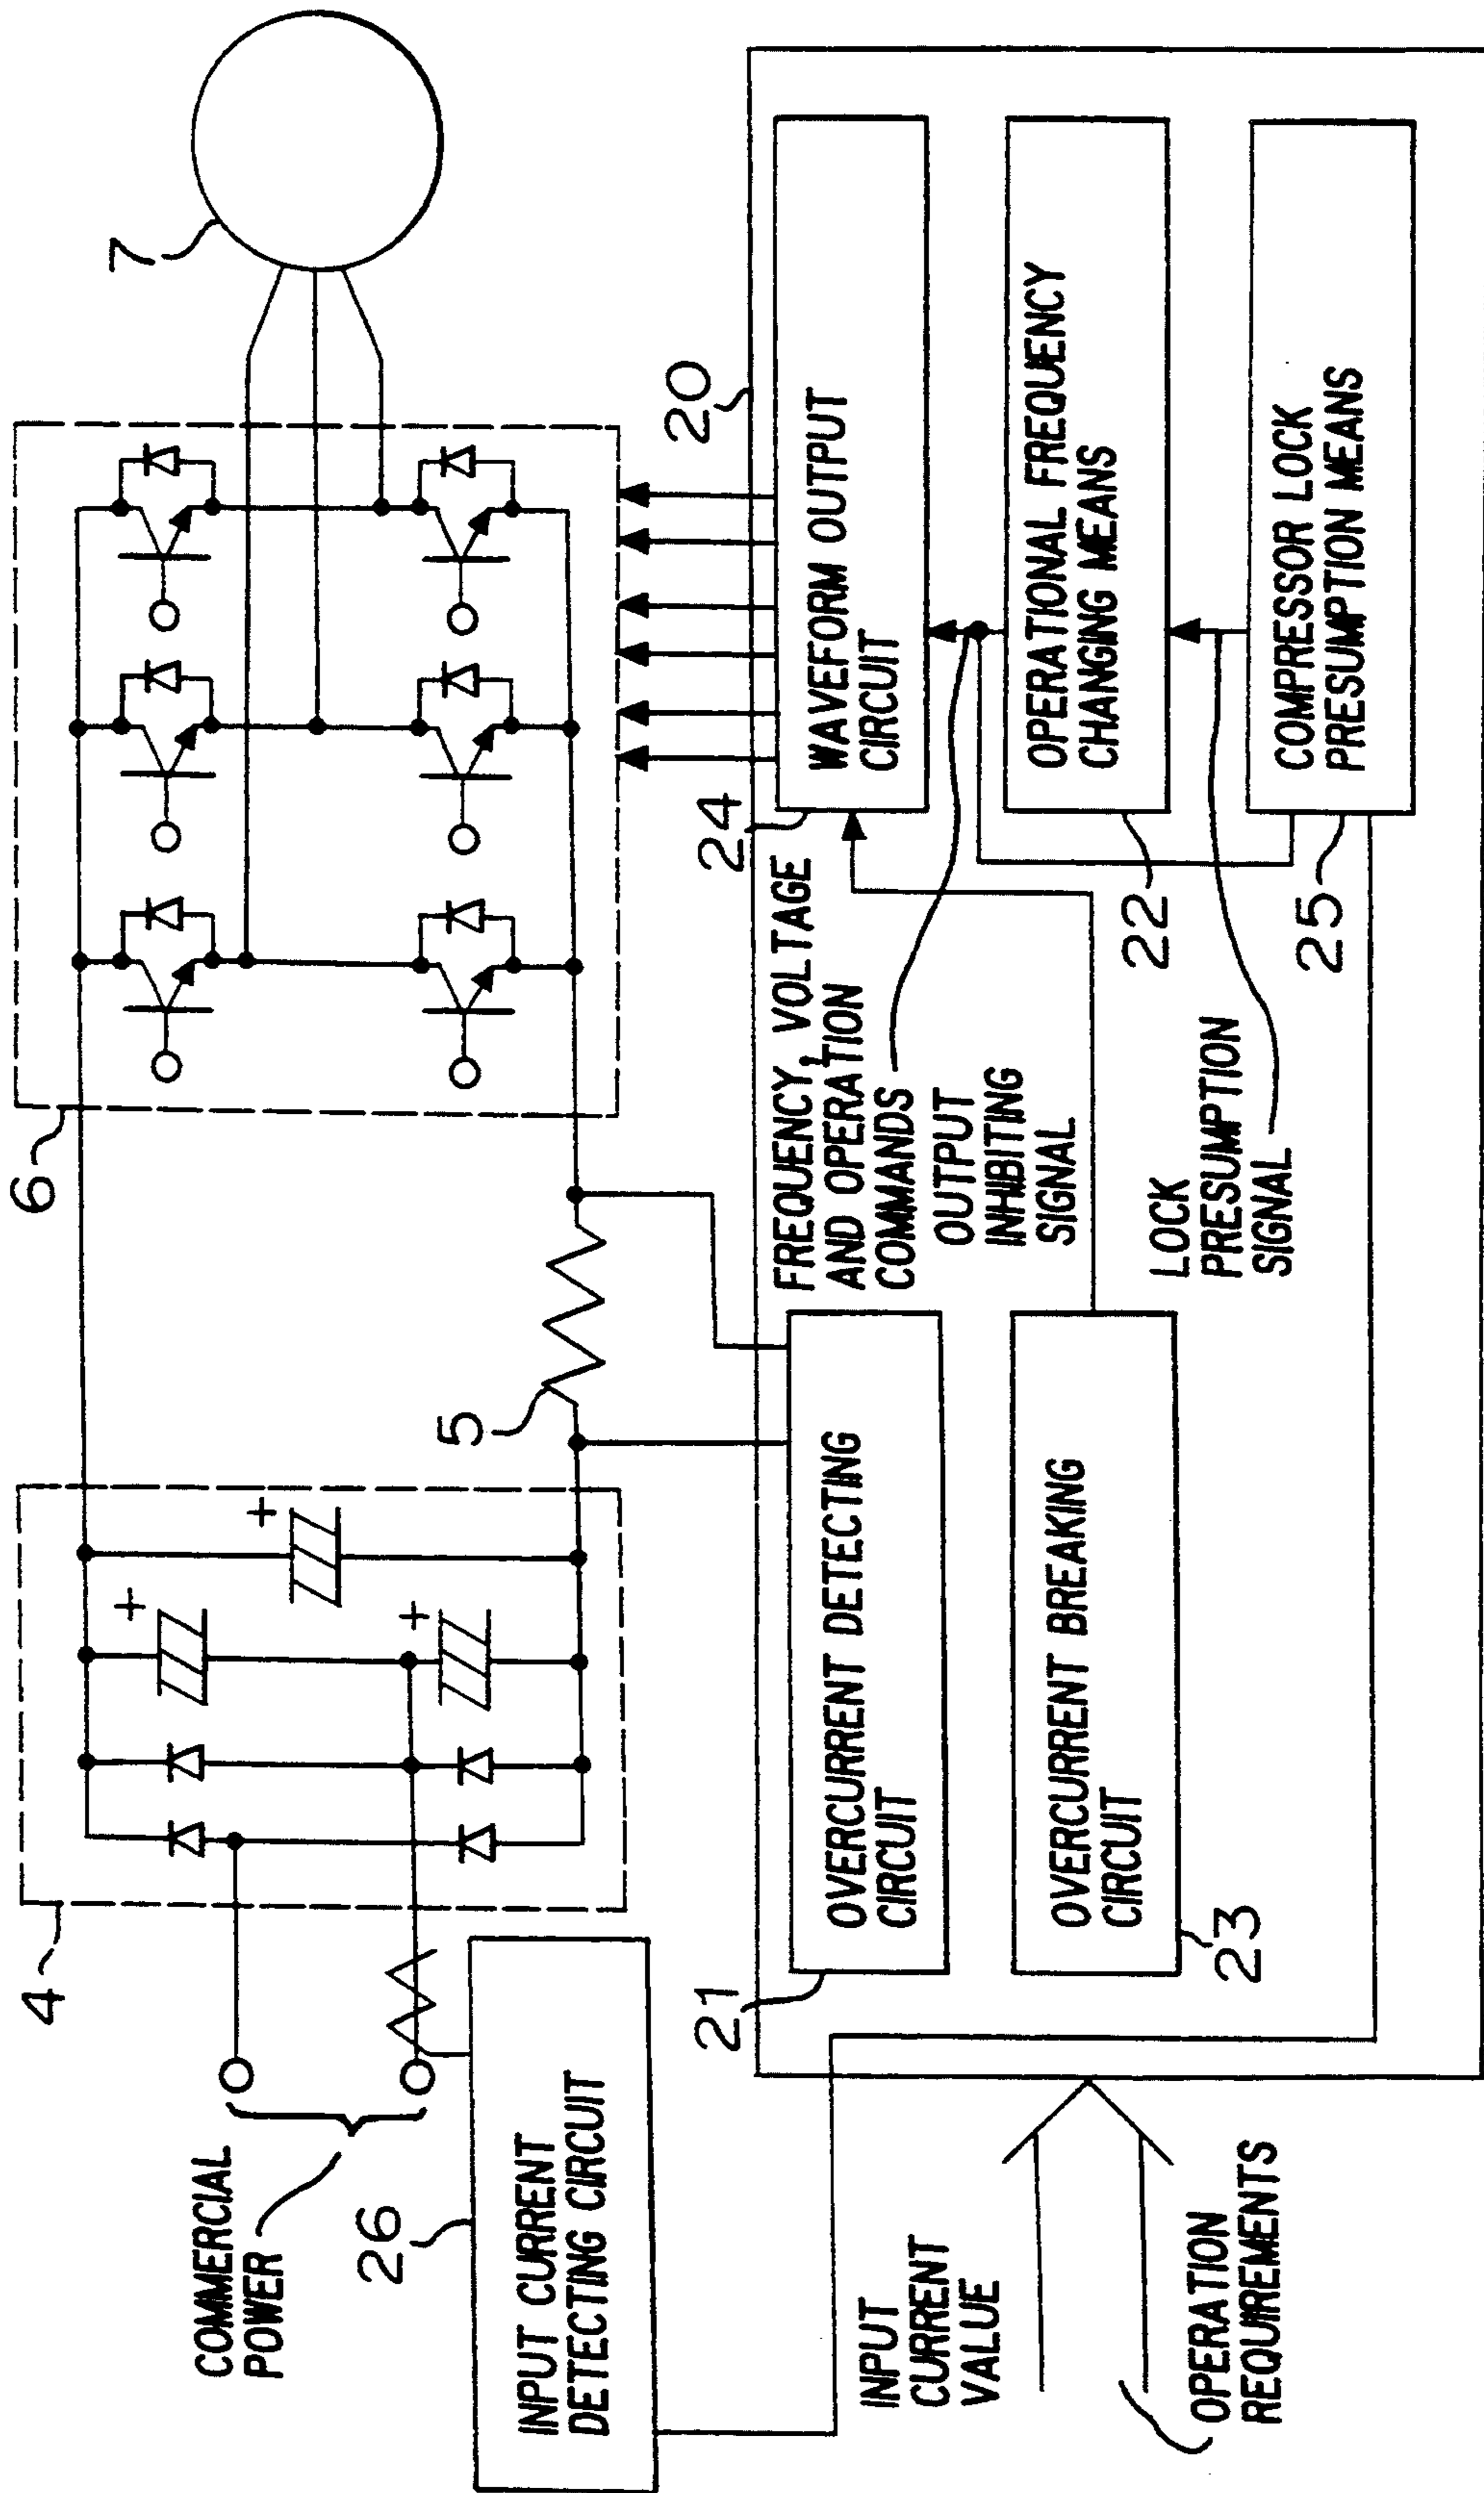 7
6
5
4
+
+
+
COMMERCIAL
POWER
26
INPUT CURRENT
DETECTING CIRCUIT
INPUT
CURRENT
VALUE
OPERATION
REQUIREMENTS
20
21
OVERCURRENT DETECTING
CIRCUIT
OVERCURRENT BREAKING
CIRCUIT
23
FREQUENCY, VOLTAGE
AND OPERATION
COMMANDS
OUTPUT
INHIBITING
SIGNAL
LOCK
PRESUMPTION
SIGNAL
24
WAVEFORM OUTPUT
CIRCUIT
22
OPERATIONAL FREQUENCY
CHANGING MEANS
25
COMPRESSOR LOCK
PRESUMPTION MEANS